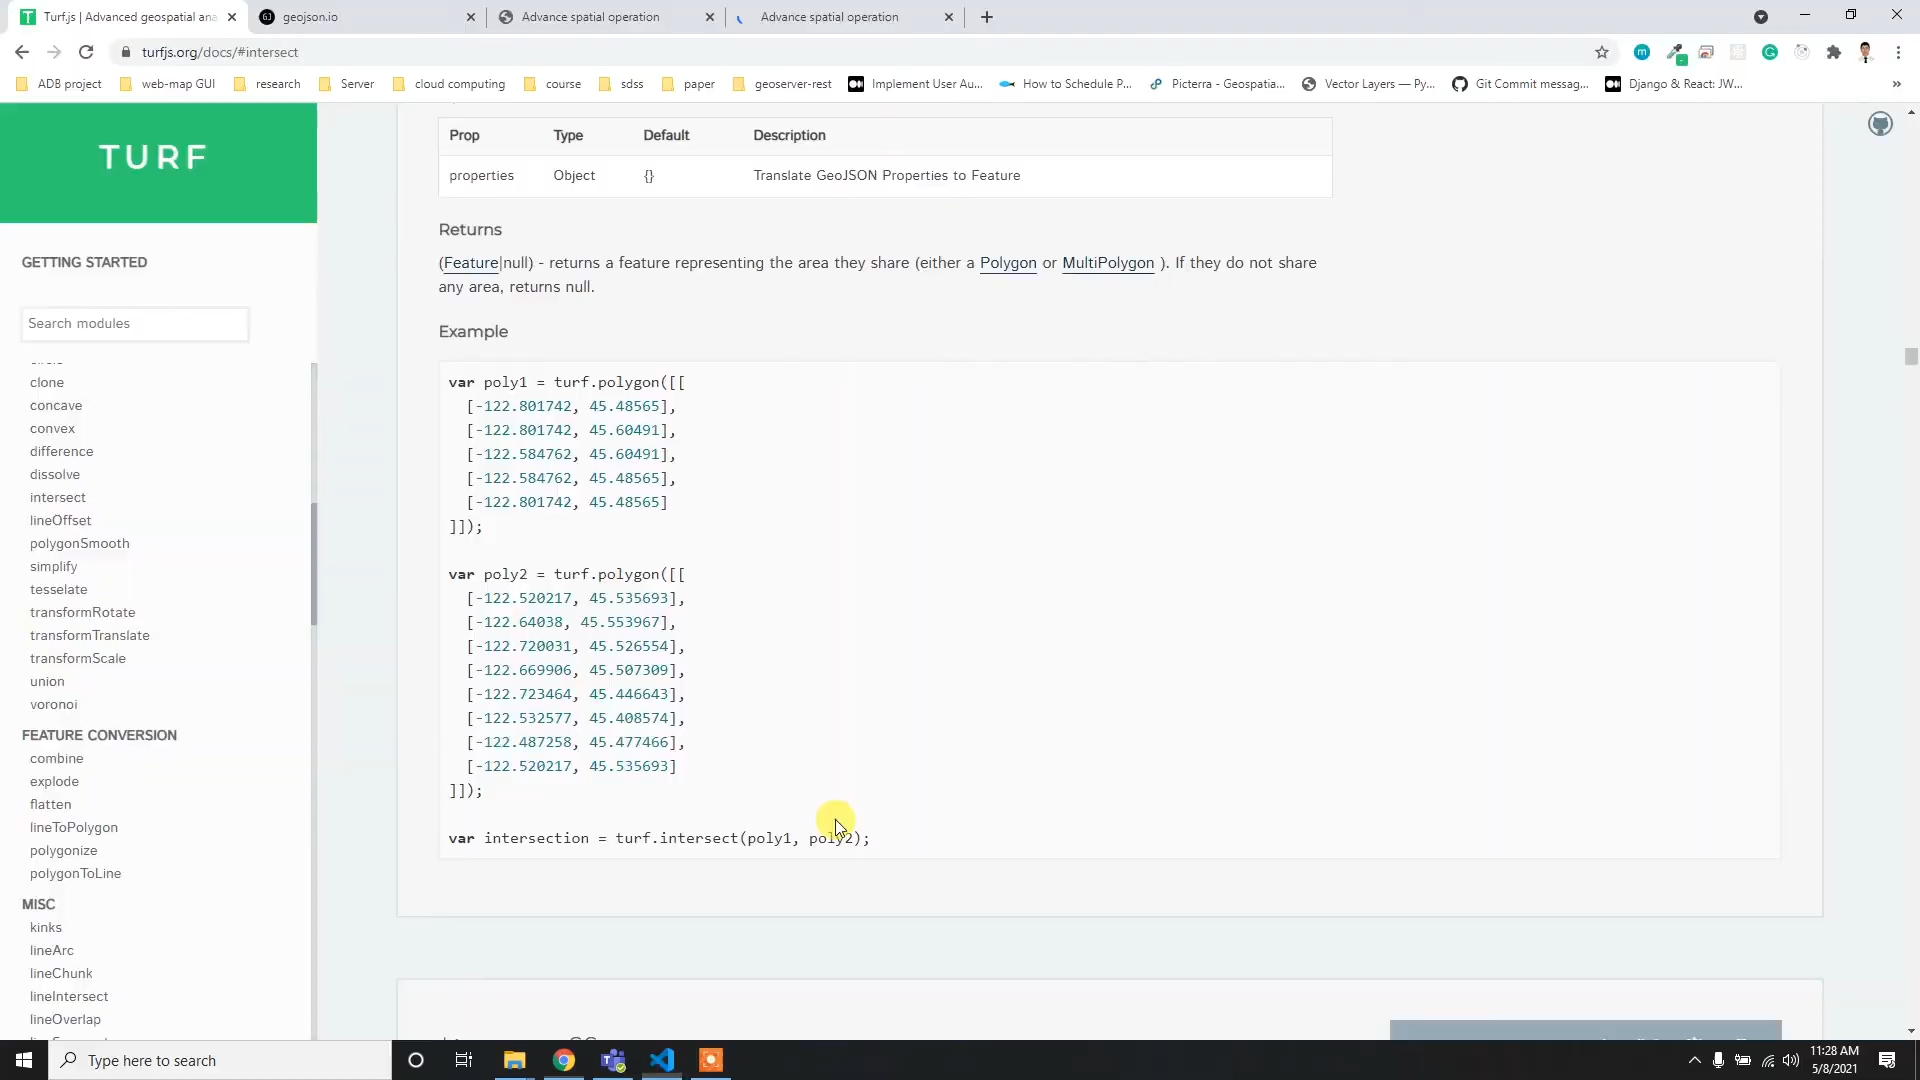 Turf.js | Advanced geospatial ana
geojson.io
Advance spatial operation
Advance spatial operation
turfjs.org/docs/#intersect
ADB project
web-map GUI
research
Server
cloud computing
course
sdss
paper
geoserver-rest
Implement User Au...
How to Schedule P...
Picterra - Geospatia...
Vector Layers — Py...
Git Commit messag...
Django & React: JW...
»
TURF
GETTING STARTED
Search modules
clone
concave
convex
difference
dissolve
intersect
lineOffset
polygonSmooth
simplify
tesselate
transformRotate
transformTranslate
transformScale
union
voronoi
FEATURE CONVERSION
combine
explode
flatten
lineToPolygon
polygonize
polygonToLine
MISC
kinks
lineArc
lineChunk
lineIntersect
lineOverlap
Prop Type Default Description
properties Object {} Translate GeoJSON Properties to Feature
Returns
(Feature|null) - returns a feature representing the area they share (either a Polygon or MultiPolygon ). If they do not share
any area, returns null.
Example
var poly1 = turf.polygon([[
[-122.801742, 45.48565],
[-122.801742, 45.60491],
[-122.584762, 45.60491],
[-122.584762, 45.48565],
[-122.801742, 45.48565]
]]);
var poly2 = turf.polygon([[
[-122.520217, 45.535693],
[-122.64038, 45.553967],
[-122.720031, 45.526554],
[-122.669906, 45.507309],
[-122.723464, 45.446643],
[-122.532577, 45.408574],
[-122.487258, 45.477466],
[-122.520217, 45.535693]
]]);
var intersection = turf.intersect(poly1, poly2);
Type here to search
11:28 AM
5/8/2021